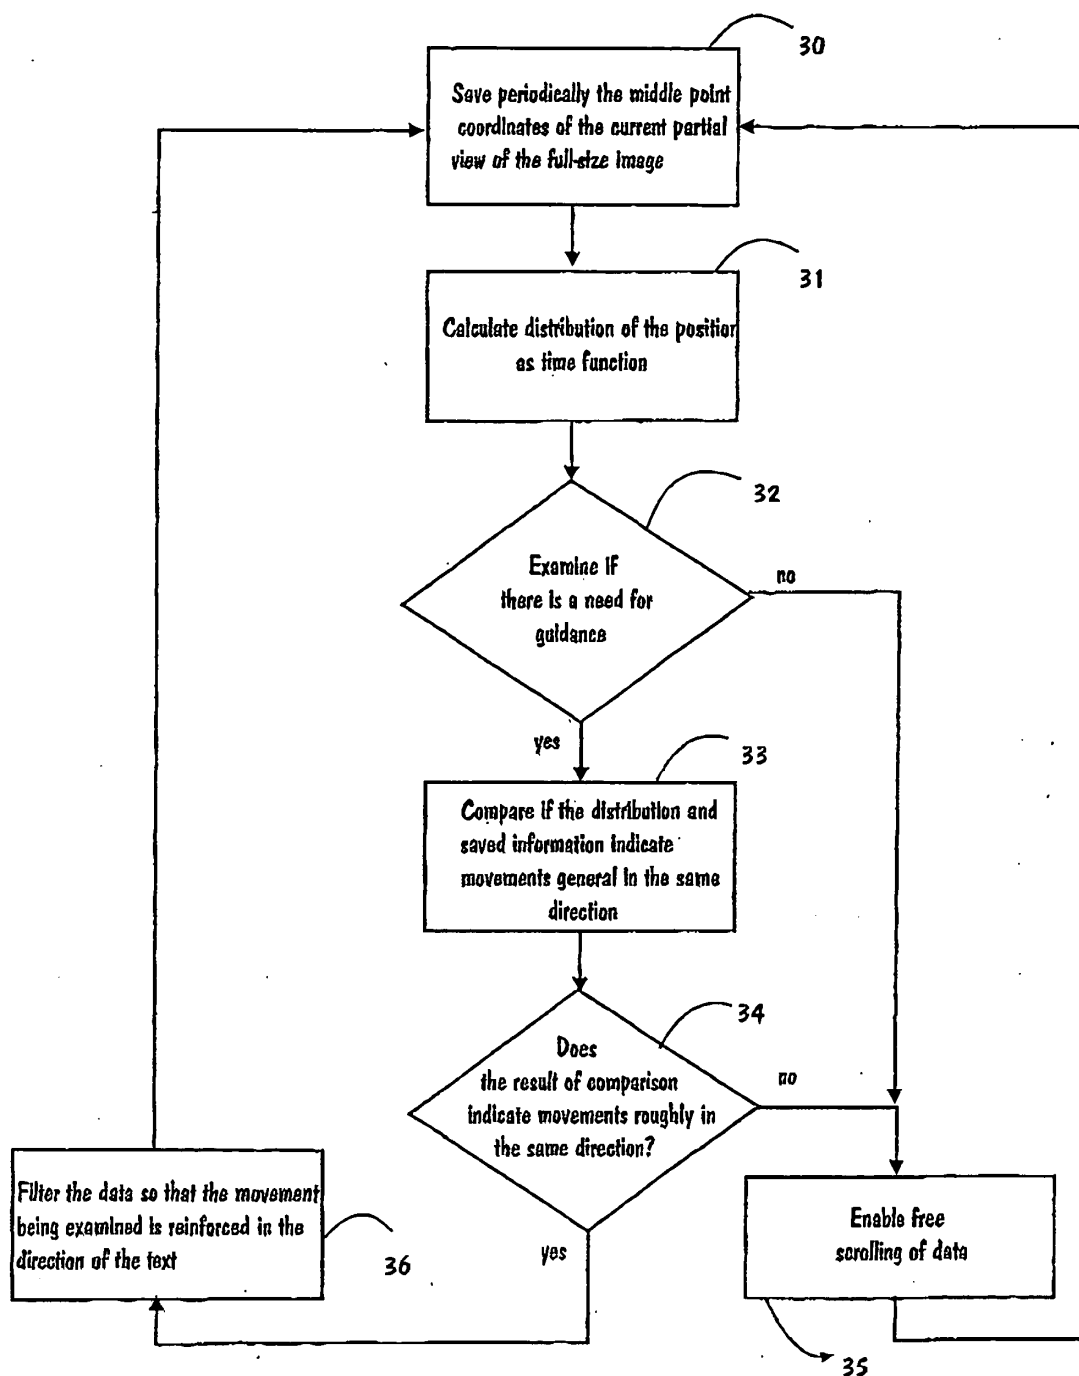 30
Save periodically the middle point
coordinates of the current partial
view of the full-size image
31
Calculate distribution of the position
as time function
32
Examine if
there is a need for
guidance
no
yes
33
Compare if the distribution and
saved information indicate
movements general in the same
direction
34
Does
the result of comparison
indicate movements roughly in
the same direction?
no
yes
Filter the data so that the movement
being examined is reinforced in the
direction of the text
36
Enable free
scrolling of data
35